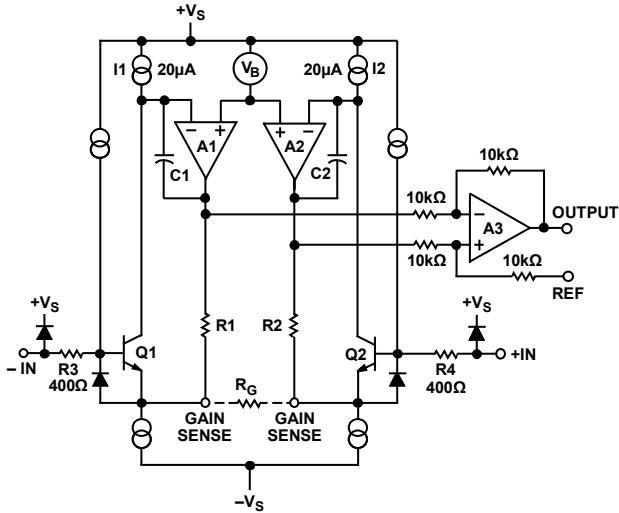 +VS
I1 20µA VB 20µA I2
− + + −
A1 A2
C1 C2
10kΩ
10kΩ
−
A3 OUTPUT
+
10kΩ 10kΩ
REF
+VS R1 R2 +VS
− IN Q1 Q2 +IN
R3 R4
400Ω RG 400Ω
GAIN GAIN
SENSE SENSE
−VS